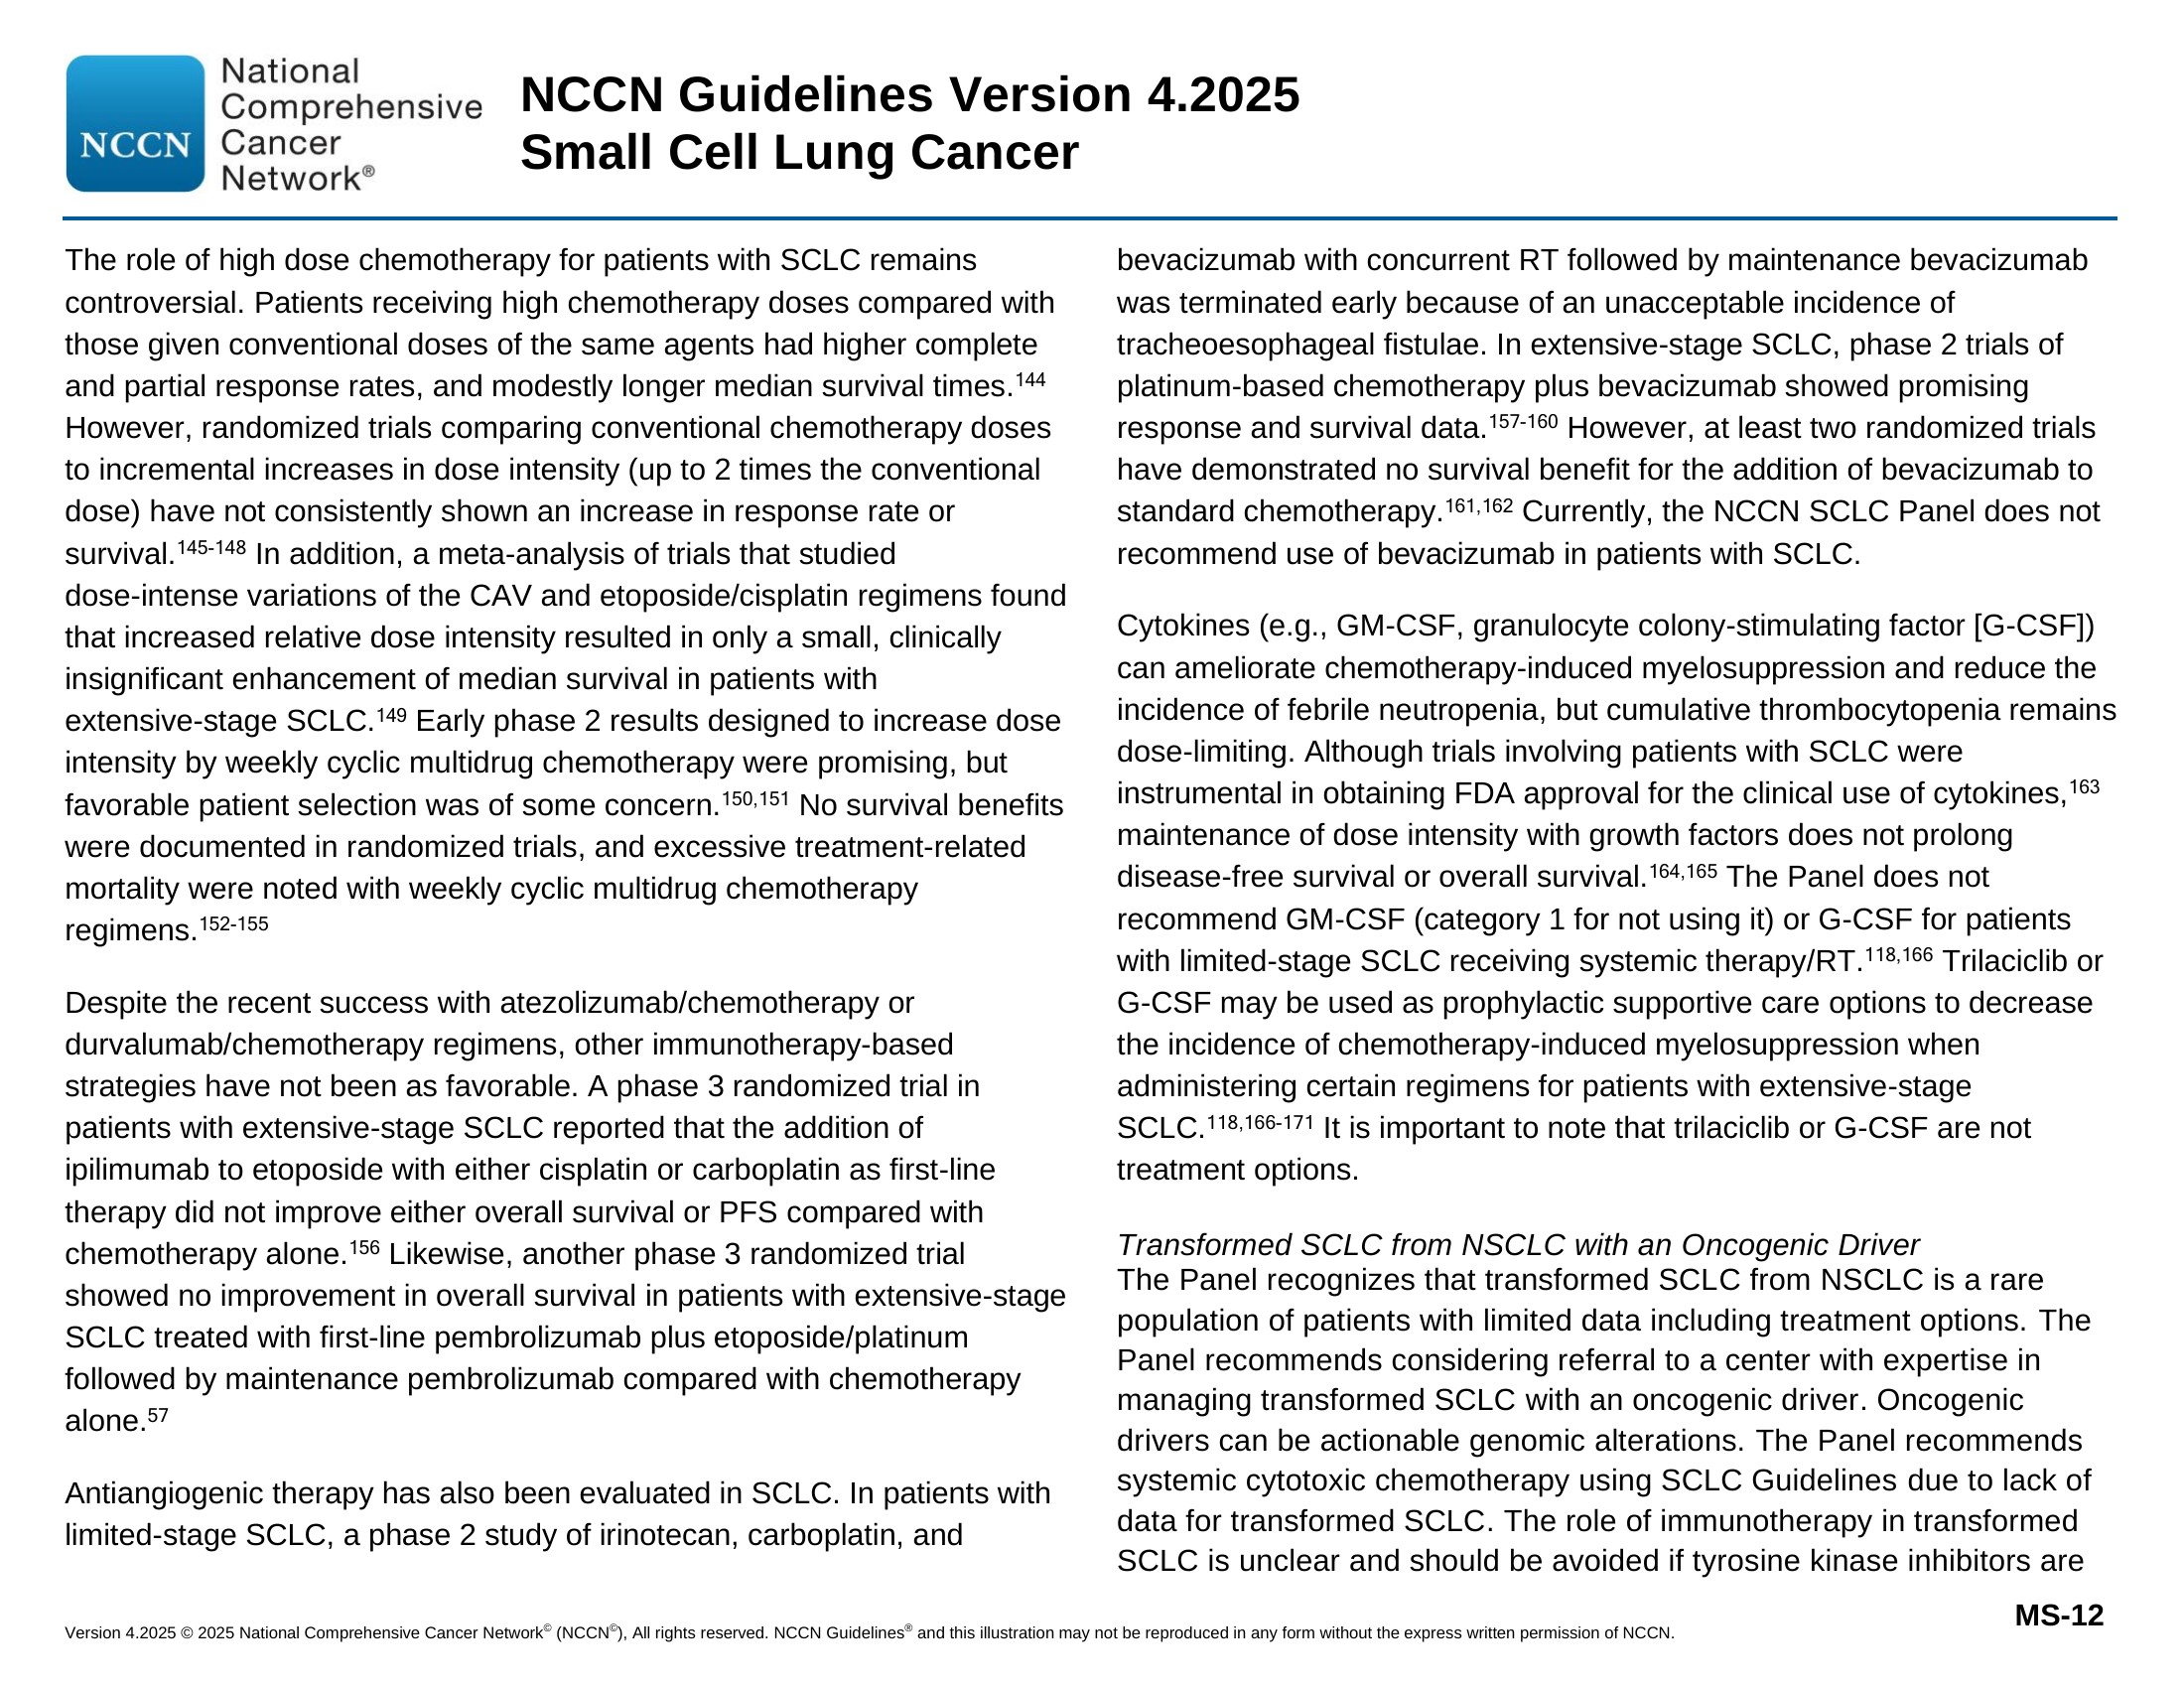 NCCN
National
Comprehensive
Cancer
Network®
NCCN Guidelines Version 4.2025
Small Cell Lung Cancer
The role of high dose chemotherapy for patients with SCLC remains
controversial. Patients receiving high chemotherapy doses compared with
those given conventional doses of the same agents had higher complete
and partial response rates, and modestly longer median survival times.144
However, randomized trials comparing conventional chemotherapy doses
to incremental increases in dose intensity (up to 2 times the conventional
dose) have not consistently shown an increase in response rate or
survival.145-148 In addition, a meta-analysis of trials that studied
dose-intense variations of the CAV and etoposide/cisplatin regimens found
that increased relative dose intensity resulted in only a small, clinically
insignificant enhancement of median survival in patients with
extensive-stage SCLC.149 Early phase 2 results designed to increase dose
intensity by weekly cyclic multidrug chemotherapy were promising, but
favorable patient selection was of some concern.150,151 No survival benefits
were documented in randomized trials, and excessive treatment-related
mortality were noted with weekly cyclic multidrug chemotherapy
regimens.152-155
Despite the recent success with atezolizumab/chemotherapy or
durvalumab/chemotherapy regimens, other immunotherapy-based
strategies have not been as favorable. A phase 3 randomized trial in
patients with extensive-stage SCLC reported that the addition of
ipilimumab to etoposide with either cisplatin or carboplatin as first-line
therapy did not improve either overall survival or PFS compared with
chemotherapy alone.156 Likewise, another phase 3 randomized trial
showed no improvement in overall survival in patients with extensive-stage
SCLC treated with first-line pembrolizumab plus etoposide/platinum
followed by maintenance pembrolizumab compared with chemotherapy
alone.57
Antiangiogenic therapy has also been evaluated in SCLC. In patients with
limited-stage SCLC, a phase 2 study of irinotecan, carboplatin, and
bevacizumab with concurrent RT followed by maintenance bevacizumab
was terminated early because of an unacceptable incidence of
tracheoesophageal fistulae. In extensive-stage SCLC, phase 2 trials of
platinum-based chemotherapy plus bevacizumab showed promising
response and survival data.157-160 However, at least two randomized trials
have demonstrated no survival benefit for the addition of bevacizumab to
standard chemotherapy.161,162 Currently, the NCCN SCLC Panel does not
recommend use of bevacizumab in patients with SCLC.
Cytokines (e.g., GM-CSF, granulocyte colony-stimulating factor [G-CSF])
can ameliorate chemotherapy-induced myelosuppression and reduce the
incidence of febrile neutropenia, but cumulative thrombocytopenia remains
dose-limiting. Although trials involving patients with SCLC were
instrumental in obtaining FDA approval for the clinical use of cytokines,163
maintenance of dose intensity with growth factors does not prolong
disease-free survival or overall survival.164,165 The Panel does not
recommend GM-CSF (category 1 for not using it) or G-CSF for patients
with limited-stage SCLC receiving systemic therapy/RT.118,166 Trilaciclib or
G-CSF may be used as prophylactic supportive care options to decrease
the incidence of chemotherapy-induced myelosuppression when
administering certain regimens for patients with extensive-stage
SCLC.118,166-171 It is important to note that trilaciclib or G-CSF are not
treatment options.
Transformed SCLC from NSCLC with an Oncogenic Driver
The Panel recognizes that transformed SCLC from NSCLC is a rare
population of patients with limited data including treatment options. The
Panel recommends considering referral to a center with expertise in
managing transformed SCLC with an oncogenic driver. Oncogenic
drivers can be actionable genomic alterations. The Panel recommends
systemic cytotoxic chemotherapy using SCLC Guidelines due to lack of
data for transformed SCLC. The role of immunotherapy in transformed
SCLC is unclear and should be avoided if tyrosine kinase inhibitors are
MS-12
Version 4.2025 © 2025 National Comprehensive Cancer Network© (NCCN©), All rights reserved. NCCN Guidelines® and this illustration may not be reproduced in any form without the express written permission of NCCN.